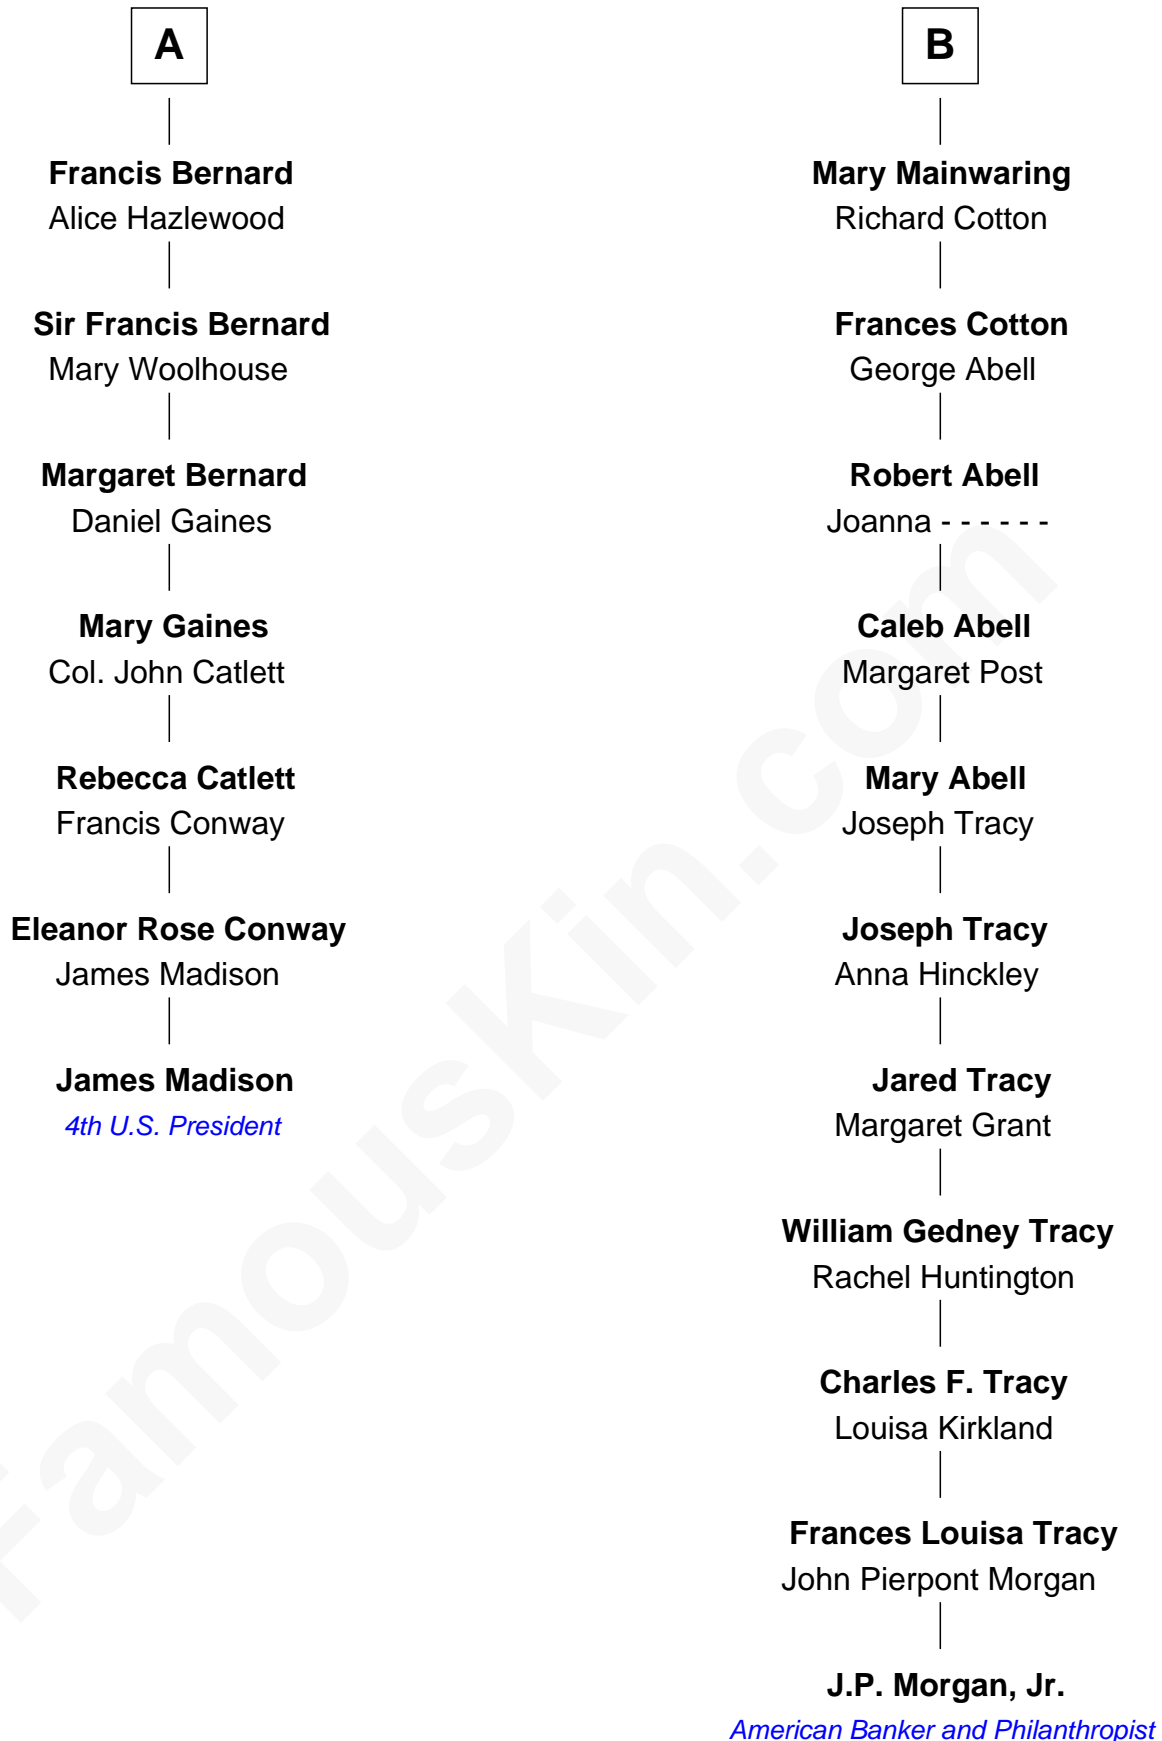 A
Francis Bernard
Alice Hazlewood
Sir Francis Bernard
Mary Woolhouse
Margaret Bernard
Daniel Gaines
Mary Gaines
Col. John Catlett
Rebecca Catlett
Francis Conway
Eleanor Rose Conway
James Madison
James Madison
4th U.S. President
B
Mary Mainwaring
Richard Cotton
Frances Cotton
George Abell
Robert Abell
Joanna - - - - - -
Caleb Abell
Margaret Post
Mary Abell
Joseph Tracy
Joseph Tracy
Anna Hinckley
Jared Tracy
Margaret Grant
William Gedney Tracy
Rachel Huntington
Charles F. Tracy
Louisa Kirkland
Frances Louisa Tracy
John Pierpont Morgan
J.P. Morgan, Jr.
American Banker and Philanthropist
FamousKin.com